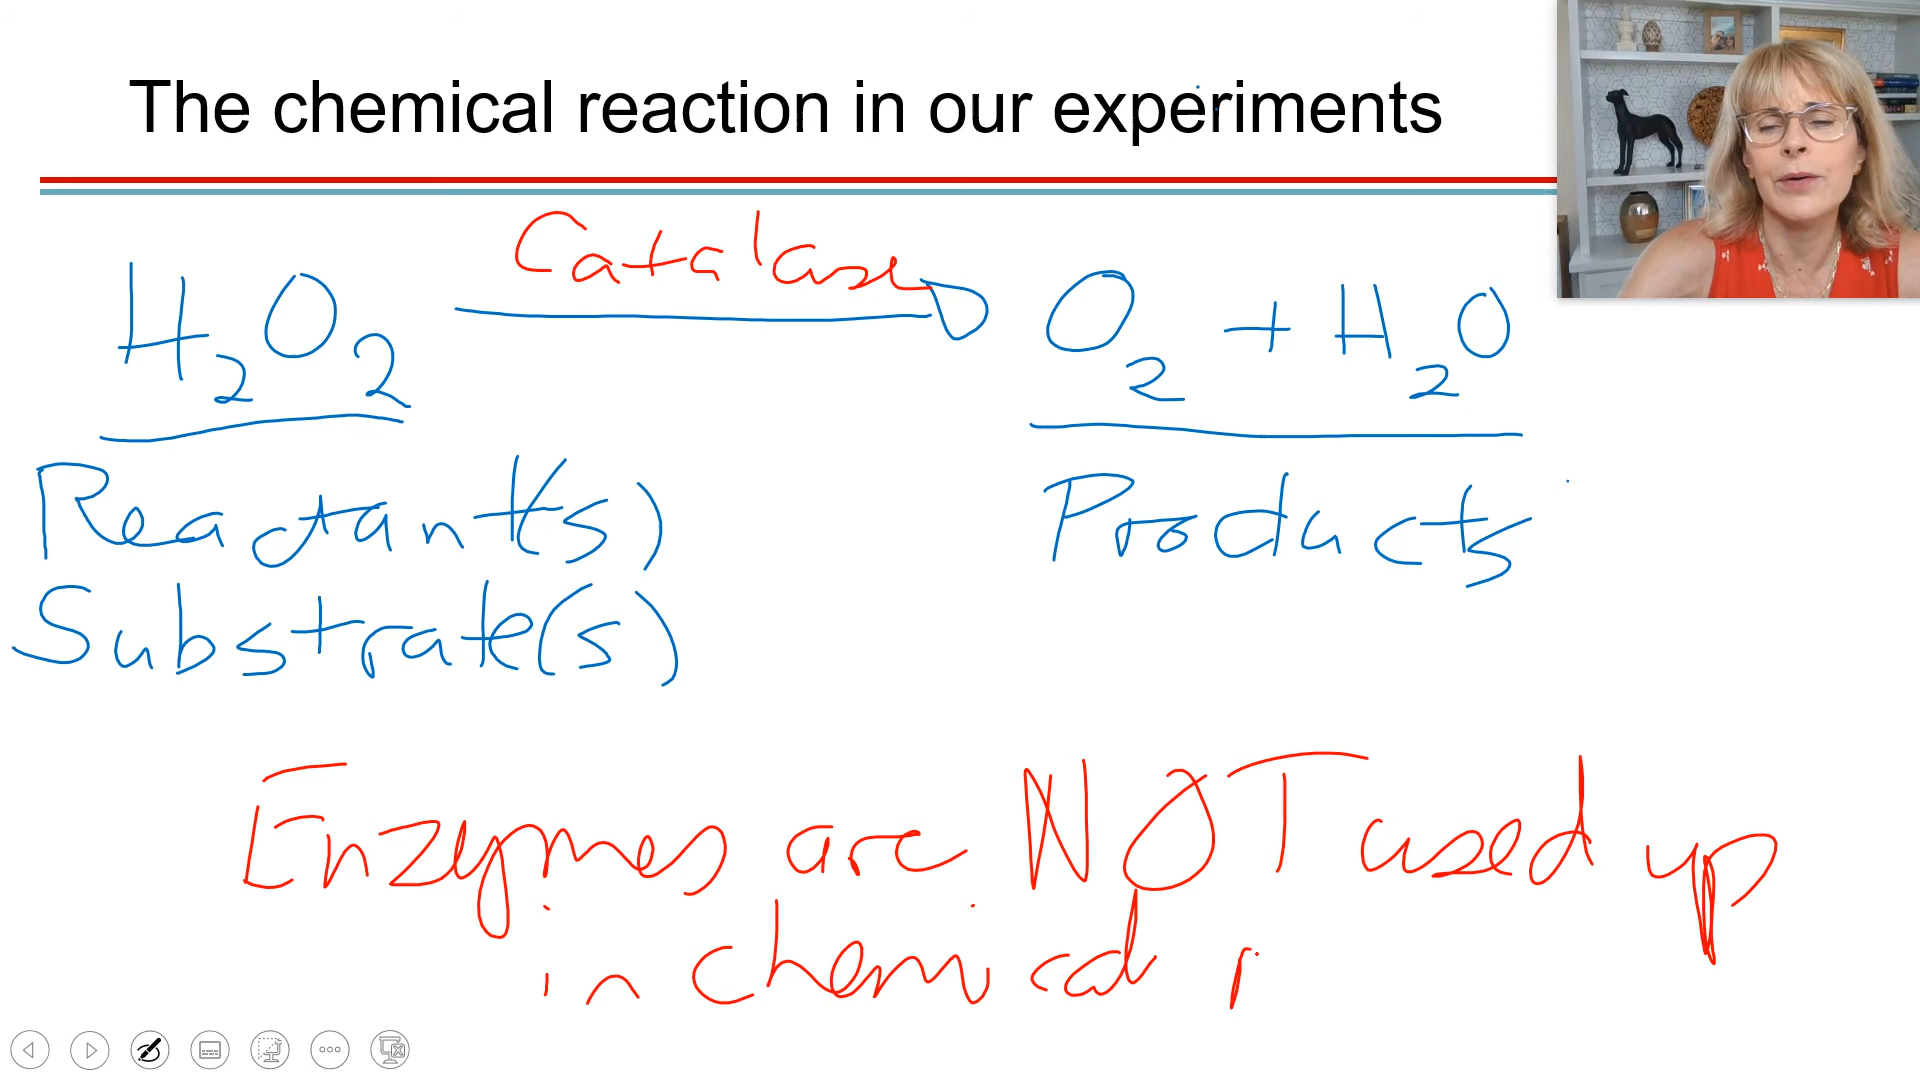 The chemical reaction in our experiments
Catalase
H2O2 → O2 + H2O
Reactant(s) Products
Substrate(s)
Enzymes are NOT used up
in chemical r